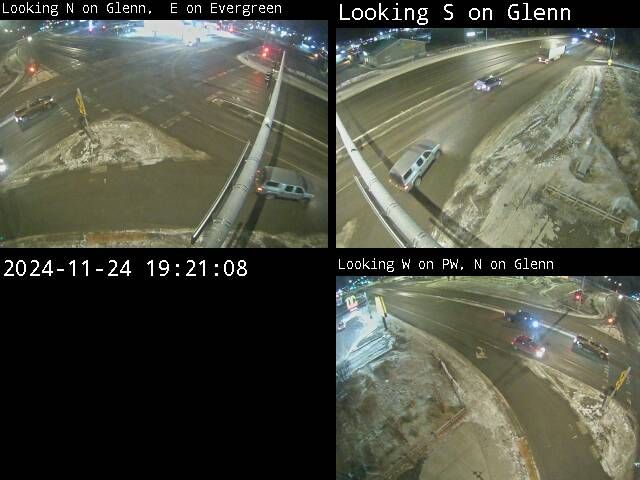 Looking N on Glenn,  E on Evergreen
Looking S on Glenn
2024-11-24 19:21:08
Looking W on PW, N on Glenn